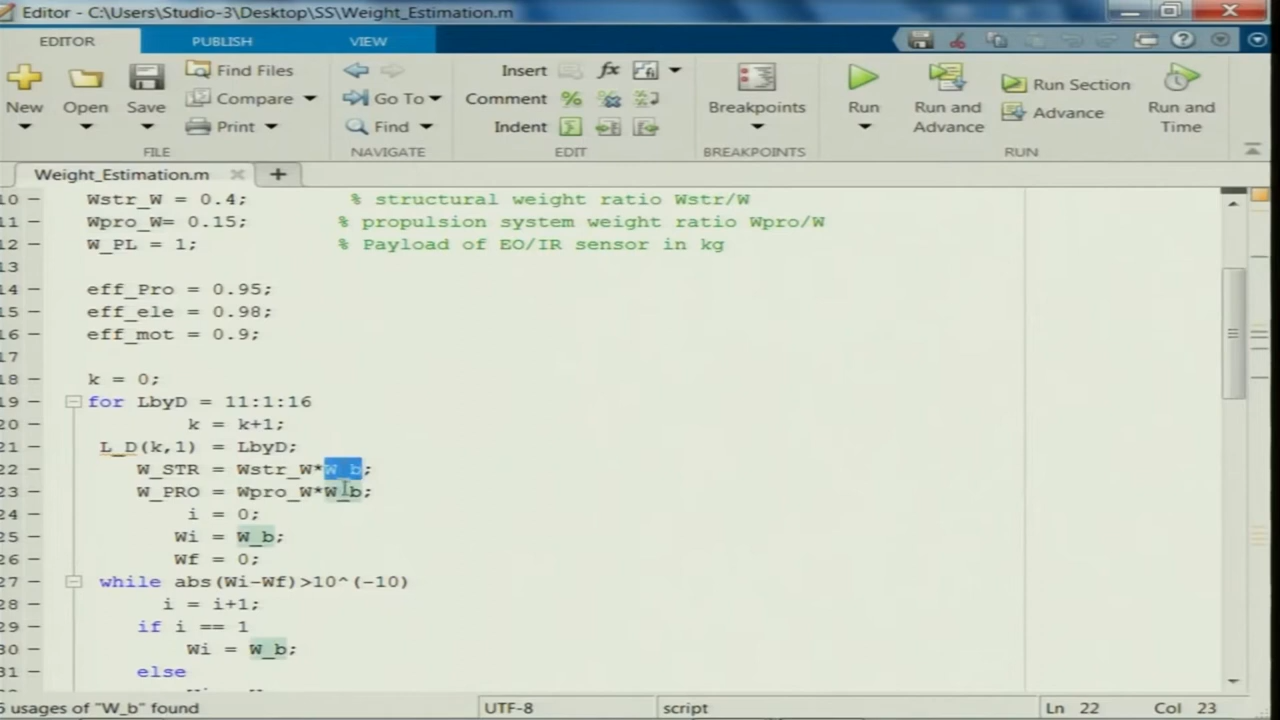 Editor - C:\Users\Studio-3\Desktop\SS\Weight_Estimation.m
EDITOR PUBLISH VIEW
New Open Save Find Files Compare Print
Go To Find
Insert fx
Comment %
Indent
Breakpoints
Run Run and Advance Run Section Advance Run and Time
FILE NAVIGATE EDIT BREAKPOINTS RUN
Weight_Estimation.m
10 - Wstr_W = 0.4; % structural weight ratio Wstr/W
11 - Wpro_W= 0.15; % propulsion system weight ratio Wpro/W
12 - W_PL = 1; % Payload of EO/IR sensor in kg
13
14 - eff_Pro = 0.95;
15 - eff_ele = 0.98;
16 - eff_mot = 0.9;
17
18 - k = 0;
19 - for LbyD = 11:1:16
20 - k = k+1;
21 - L_D(k,1) = LbyD;
22 - W_STR = Wstr_W*W_b;
23 - W_PRO = Wpro_W*W_b;
24 - i = 0;
25 - Wi = W_b;
26 - Wf = 0;
27 - while abs(Wi-Wf)>10^(-10)
28 - i = i+1;
29 - if i == 1
30 - Wi = W_b;
31 - else
usages of "W_b" found UTF-8 script Ln 22 Col 23